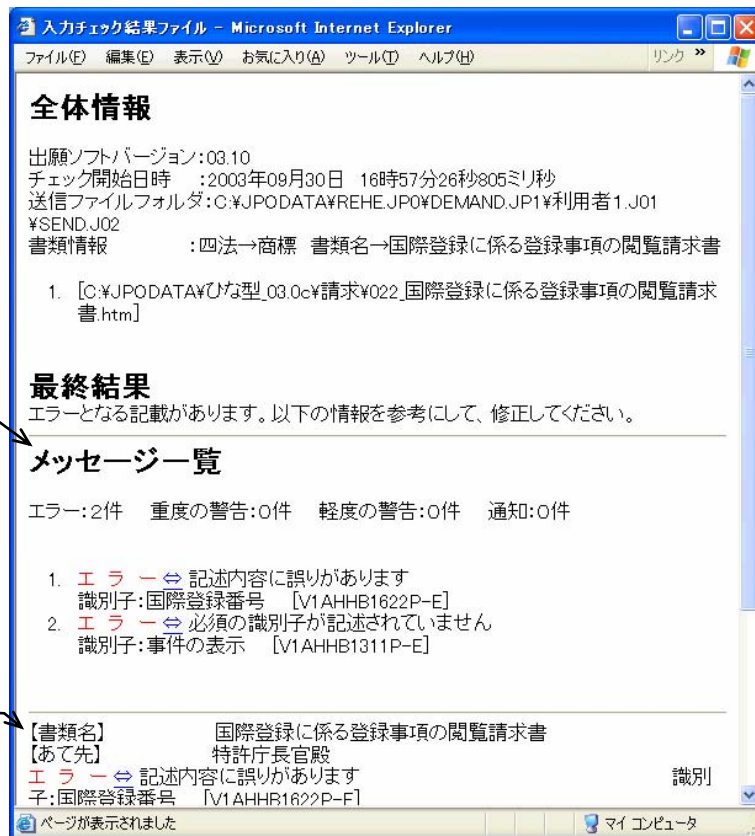 入力チェック結果ファイル - Microsoft Internet Explorer
ファイル(F) 編集(E) 表示(V) お気に入り(A) ツール(T) ヘルプ(H) リンク »
全体情報
出願ソフトバージョン:03.10
チェック開始日時 :2003年09月30日 16時57分26秒805ミリ秒
送信ファイルフォルダ:C:¥JPODATA¥REHE.JP0¥DEMAND.JP1¥利用者1.J01
¥SEND.J02
書類情報 :四法→商標 書類名→国際登録に係る登録事項の閲覧請求書
1. [C:¥JPODATA¥ひな型_03.0c¥請求¥022_国際登録に係る登録事項の閲覧請求
書.htm]
最終結果
エラーとなる記載があります。以下の情報を参考にして、修正してください。
メッセージ一覧
エラー:2件 重度の警告:0件 軽度の警告:0件 通知:0件
1. エ ラ ー⇔ 記述内容に誤りがあります
識別子:国際登録番号 [V1AHHB1622P-E]
2. エ ラ ー⇔ 必須の識別子が記述されていません
識別子:事件の表示 [V1AHHB1311P-E]
【書類名】 国際登録に係る登録事項の閲覧請求書
【あて先】 特許庁長官殿
エ ラ ー⇔ 記述内容に誤りがあります 識別
子:国際登録番号 [V1AHHB1622P-E]
ページが表示されました マイ コンピュータ